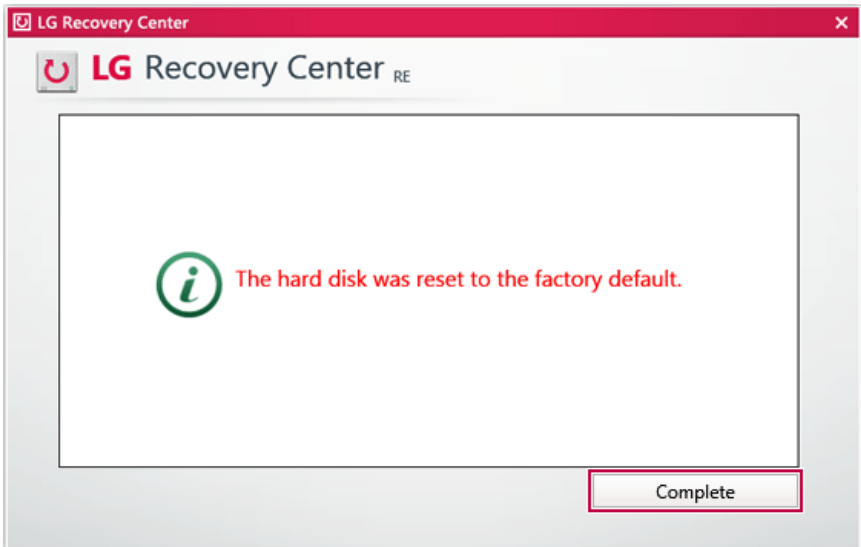 LG Recovery Center
LG Recovery Center RE
The hard disk was reset to the factory default.
Complete